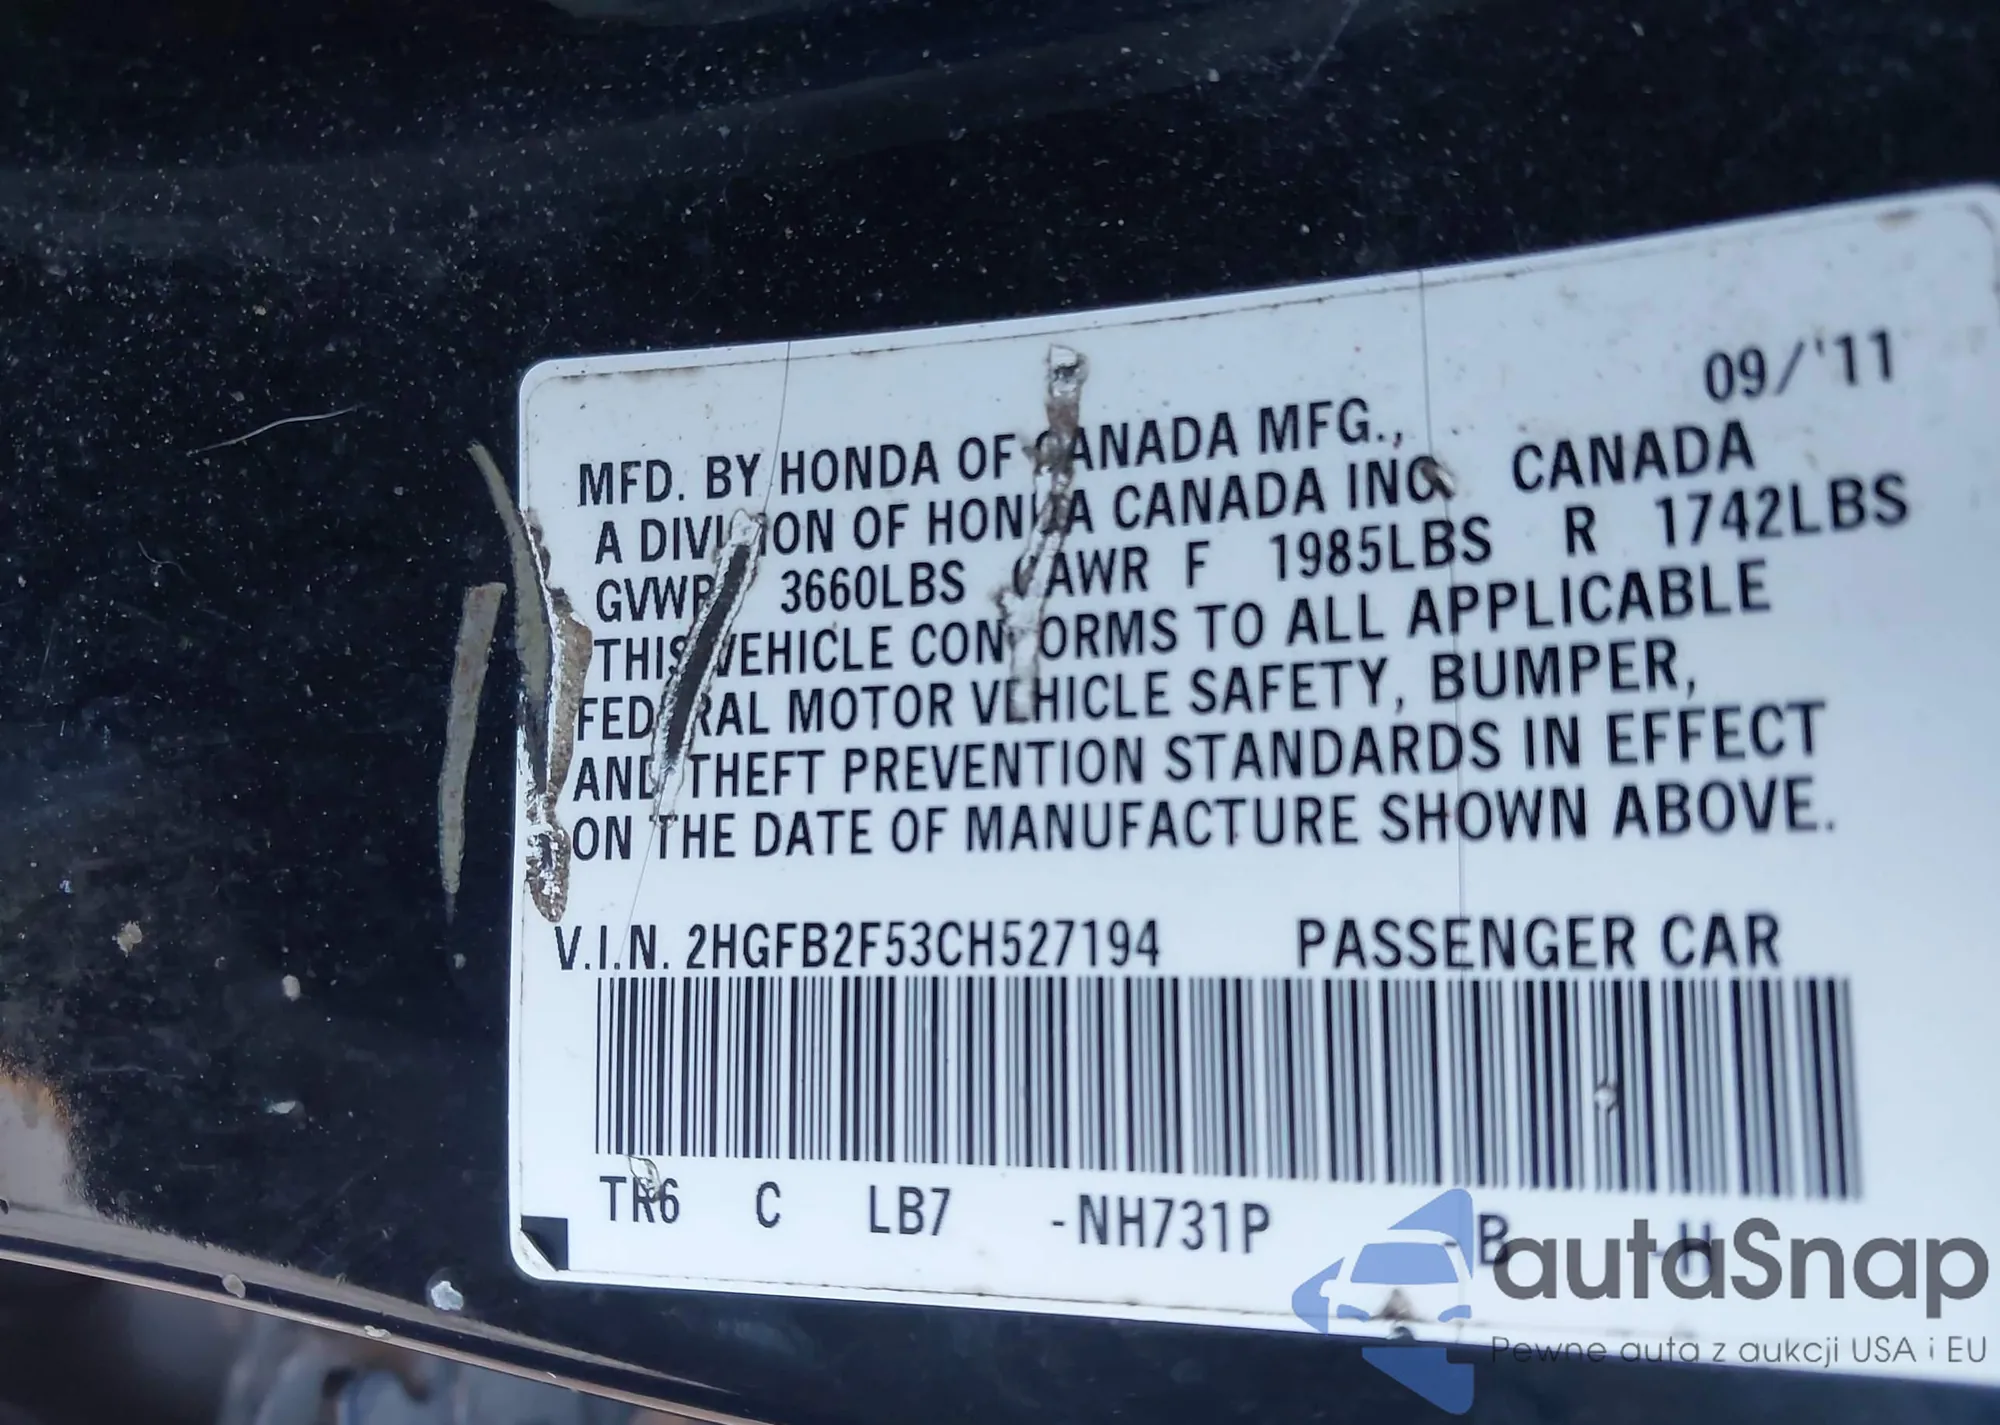 09/'11
MFD. BY HONDA OF CANADA MFG.,
A DIVISION OF HONDA CANADA INC. CANADA
GVWR 3660LBS GAWR F 1985LBS R 1742LBS
THIS VEHICLE CONFORMS TO ALL APPLICABLE
FEDERAL MOTOR VEHICLE SAFETY, BUMPER,
AND THEFT PREVENTION STANDARDS IN EFFECT
ON THE DATE OF MANUFACTURE SHOWN ABOVE.
V.I.N. 2HGFB2F53CH527194 PASSENGER CAR
TR6 C LB7 -NH731P -B -H
autaSnap
Pewne auta z aukcji USA i EU